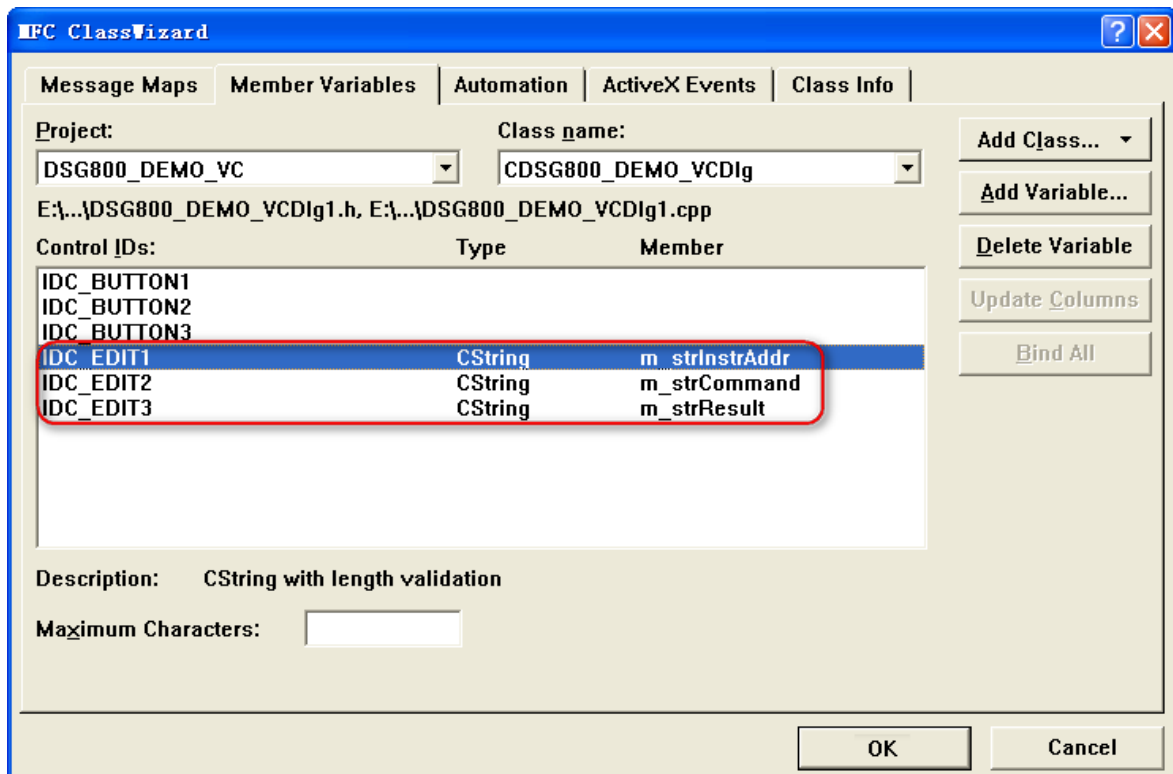 MFC ClassWizard
Message Maps Member Variables Automation ActiveX Events Class Info
Project: Class name:
Add Class...
DSG800_DEMO_VC CDSG800_DEMO_VCDlg
Add Variable...
E:\...\DSG800_DEMO_VCDlg1.h, E:\...\DSG800_DEMO_VCDlg1.cpp
Control IDs: Type Member
Delete Variable
IDC_BUTTON1
IDC_BUTTON2
Update Columns
IDC_BUTTON3
IDC_EDIT1 CString m_strInstrAddr
Bind All
IDC_EDIT2 CString m_strCommand
IDC_EDIT3 CString m_strResult
Description: CString with length validation
Maximum Characters:
OK Cancel